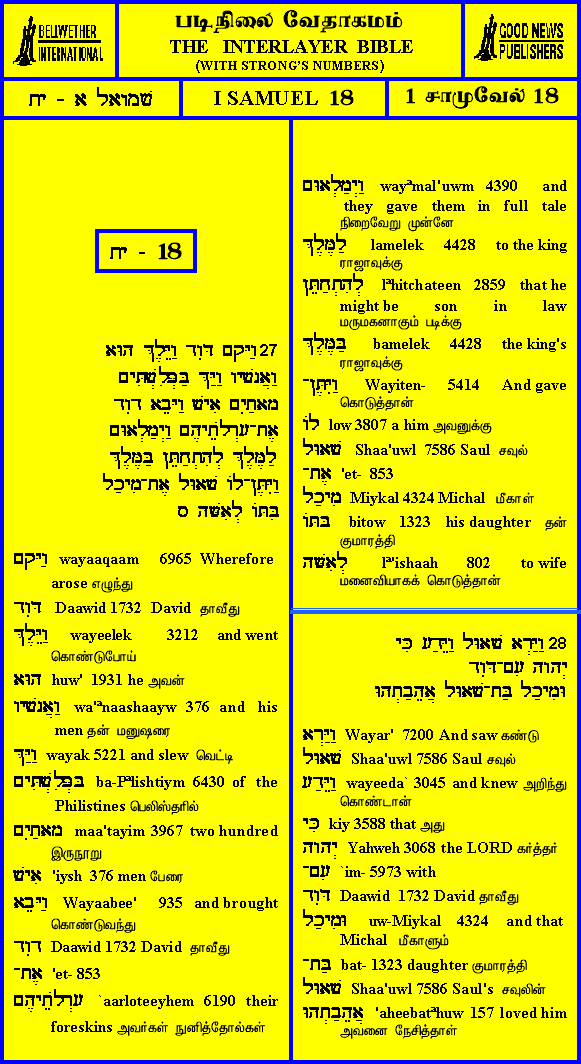 BELLWETHER
INTERNATIONAL
படிநிலை வேதாகமம்
THE INTERLAYER BIBLE
(WITH STRONG'S NUMBERS)
GOOD NEWS
PUBLISHERS
שמואל א - יח
I SAMUEL 18
1 சாமுவேல் 18
18 - יח
27 וַיָּקָם דָּוִד וַיֵּלֶךְ הוּא
וַאֲנָשָׁיו וַיַּךְ בַּפְּלִשְׁתִּים
מָאתַיִם אִישׁ וַיָּבֵא דָוִד
אֶת־עָרְלֹתֵיהֶם וַיְמַלְאוּם
לַמֶּלֶךְ לְהִתְחַתֵּן בַּמֶּלֶךְ
וַיִּתֶּן־לוֹ שָׁאוּל אֶת־מִיכַל
בִּתּוֹ לְאִשָּׁה ס
וַיָּקָם wayaaqaam 6965 Wherefore
arose எழுந்து
דָּוִד Daawid 1732 David தாவீது
וַיֵּלֶךְ wayeelek 3212 and went
கொண்டுபோய்
הוּא huw' 1931 he அவன்
וַאֲנָשָׁיו wa'ᵃnaashaayw 376 and his
men தன் மனுஷரை
וַיַּךְ wayak 5221 and slew வெட்டி
בַּפְּלִשְׁתִּים ba-Pᵃlishtiym 6430 of the
Philistines பெலிஸ்தரில்
מָאתַיִם maa'tayim 3967 two hundred
இருநூறு
אִישׁ 'iysh 376 men பேரை
וַיָּבֵא Wayaabee' 935 and brought
கொண்டுவந்து
דָוִד Daawid 1732 David தாவீது
אֶת־ 'et- 853
עָרְלֹתֵיהֶם `aarloteeyhem 6190 their
foreskins அவர்கள் நுனித்தோல்கள்
וַיְמַלְאוּם wayᵃmal'uwm 4390 and
they gave them in full tale
நிறைவேறு முன்னே
לַמֶּלֶךְ lamelek 4428 to the king
ராஜாவுக்கு
לְהִתְחַתֵּן lᵃhitchateen 2859 that he
might be son in law
மருமகனாகும் படிக்கு
בַּמֶּלֶךְ bamelek 4428 the king's
ராஜாவுக்கு
וַיִּתֶּן־ Wayiten- 5414 And gave
கொடுத்தான்
לוֹ low 3807 a him அவனுக்கு
שָׁאוּל Shaa'uwl 7586 Saul சவுல்
אֶת־ 'et- 853
מִיכַל Miykal 4324 Michal மீகாள்
בִּתּוֹ bitow 1323 his daughter தன்
குமாரத்தி
לְאִשָּׁה lᵃ'ishaah 802 to wife
மனைவியாகக் கொடுத்தான்
28 וַיַּרְא שָׁאוּל וַיֵּדַע כִּי
יְהוָה עִם־דָּוִד
וּמִיכַל בַּת־שָׁאוּל אֲהֵבַתְהוּ
וַיַּרְא Wayar' 7200 And saw கண்டு
שָׁאוּל Shaa'uwl 7586 Saul சவுல்
וַיֵּדַע wayeeda` 3045 and knew அறிந்து
கொண்டான்
כִּי kiy 3588 that அது
יְהוָה Yahweh 3068 the LORD கர்த்தர்
עִם־ `im- 5973 with
דָּוִד Daawid 1732 David தாவீது
וּמִיכַל uw-Miykal 4324 and that
Michal மீகாளும்
בַּת־ bat- 1323 daughter குமாரத்தி
שָׁאוּל Shaa'uwl 7586 Saul's சவுலின்
אֲהֵבַתְהוּ 'aheebatᵃhuw 157 loved him
அவனை நேசித்தாள்